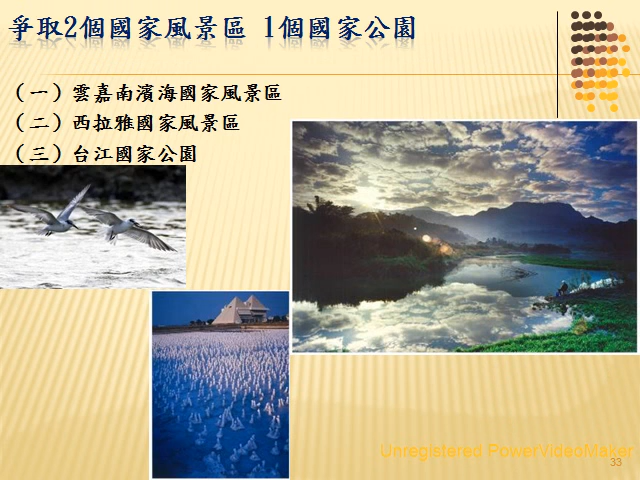 爭取2個國家風景區 1個國家公園
（一）雲嘉南濱海國家風景區
（二）西拉雅國家風景區
（三）台江國家公園
Unregistered PowerVideoMaker
33